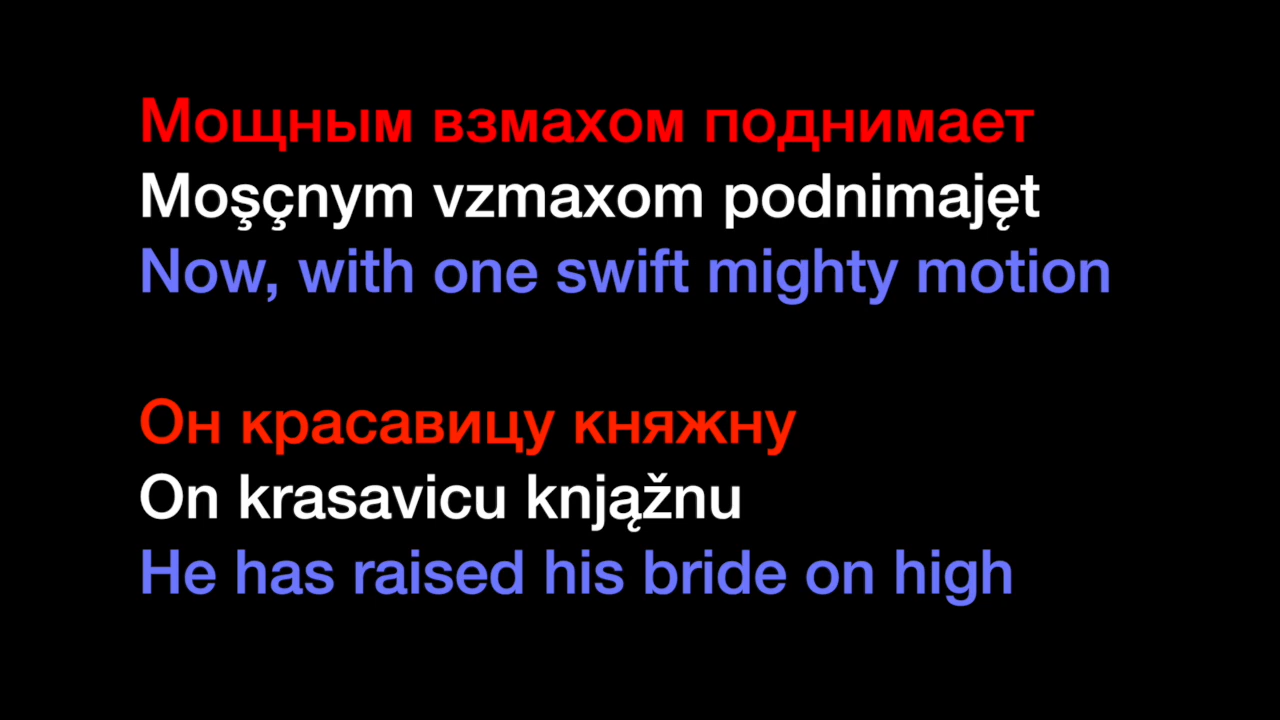 Мощным взмахом поднимает
Moşçnym vzmaxom podnimaję̨t
Now, with one swift mighty motion
Он красавицу княжну
On krasavicu knjąžnu
He has raised his bride on high